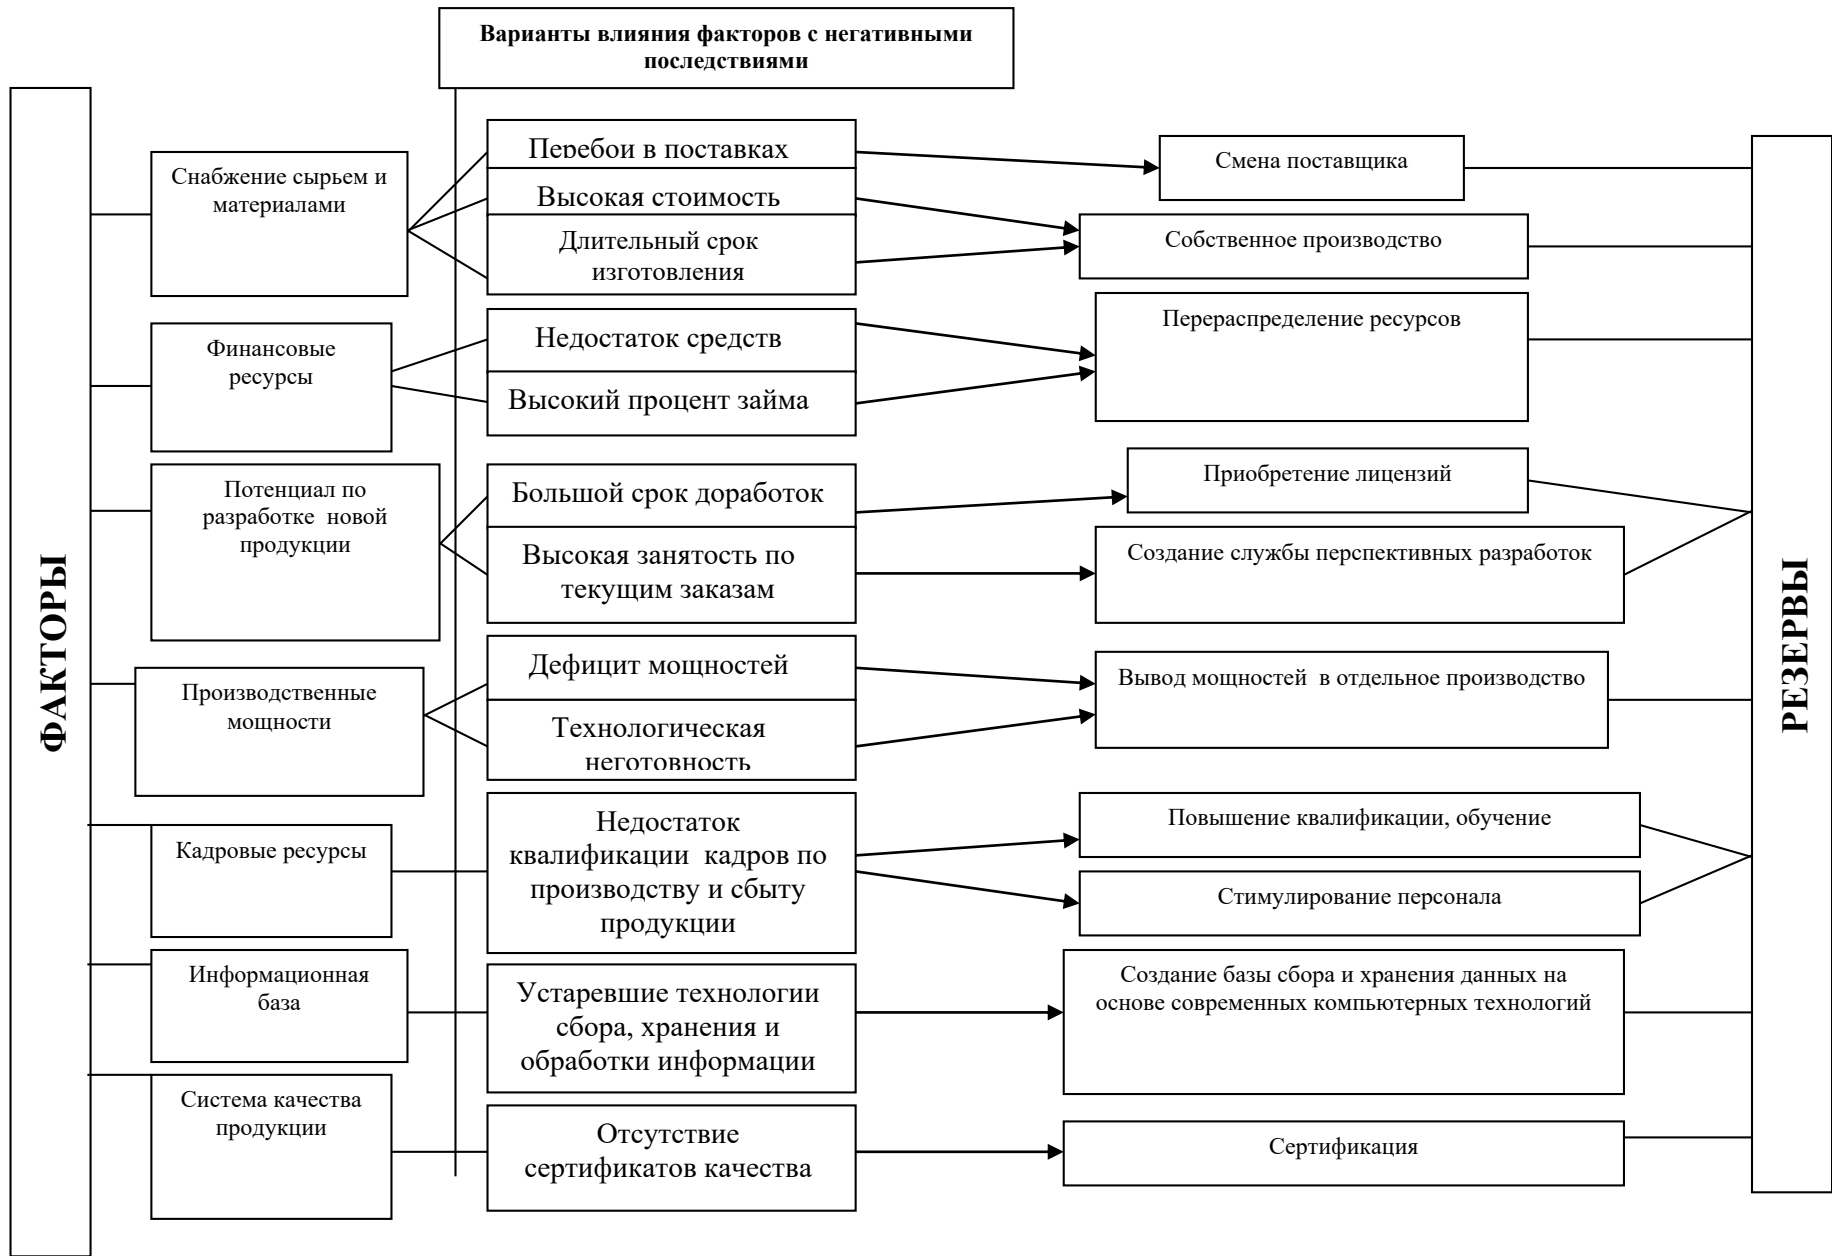 Варианты влияния факторов с негативными
последствиями
ФАКТОРЫ
Снабжение сырьем и
материалами
Перебои в поставках
Высокая стоимость
Длительный срок
изготовления
Смена поставщика
Собственное производство
Финансовые
ресурсы
Недостаток средств
Высокий процент займа
Перераспределение ресурсов
Потенциал по
разработке новой
продукции
Большой срок доработок
Высокая занятость по
текущим заказам
Приобретение лицензий
Создание службы перспективных разработок
Производственные
мощности
Дефицит мощностей
Технологическая
неготовность
Вывод мощностей в отдельное производство
Кадровые ресурсы
Недостаток
квалификации кадров по
производству и сбыту
продукции
Повышение квалификации, обучение
Стимулирование персонала
Информационная
база
Устаревшие технологии
сбора, хранения и
обработки информации
Создание базы сбора и хранения данных на
основе современных компьютерных технологий
Система качества
продукции
Отсутствие
сертификатов качества
Сертификация
РЕЗЕРВЫ